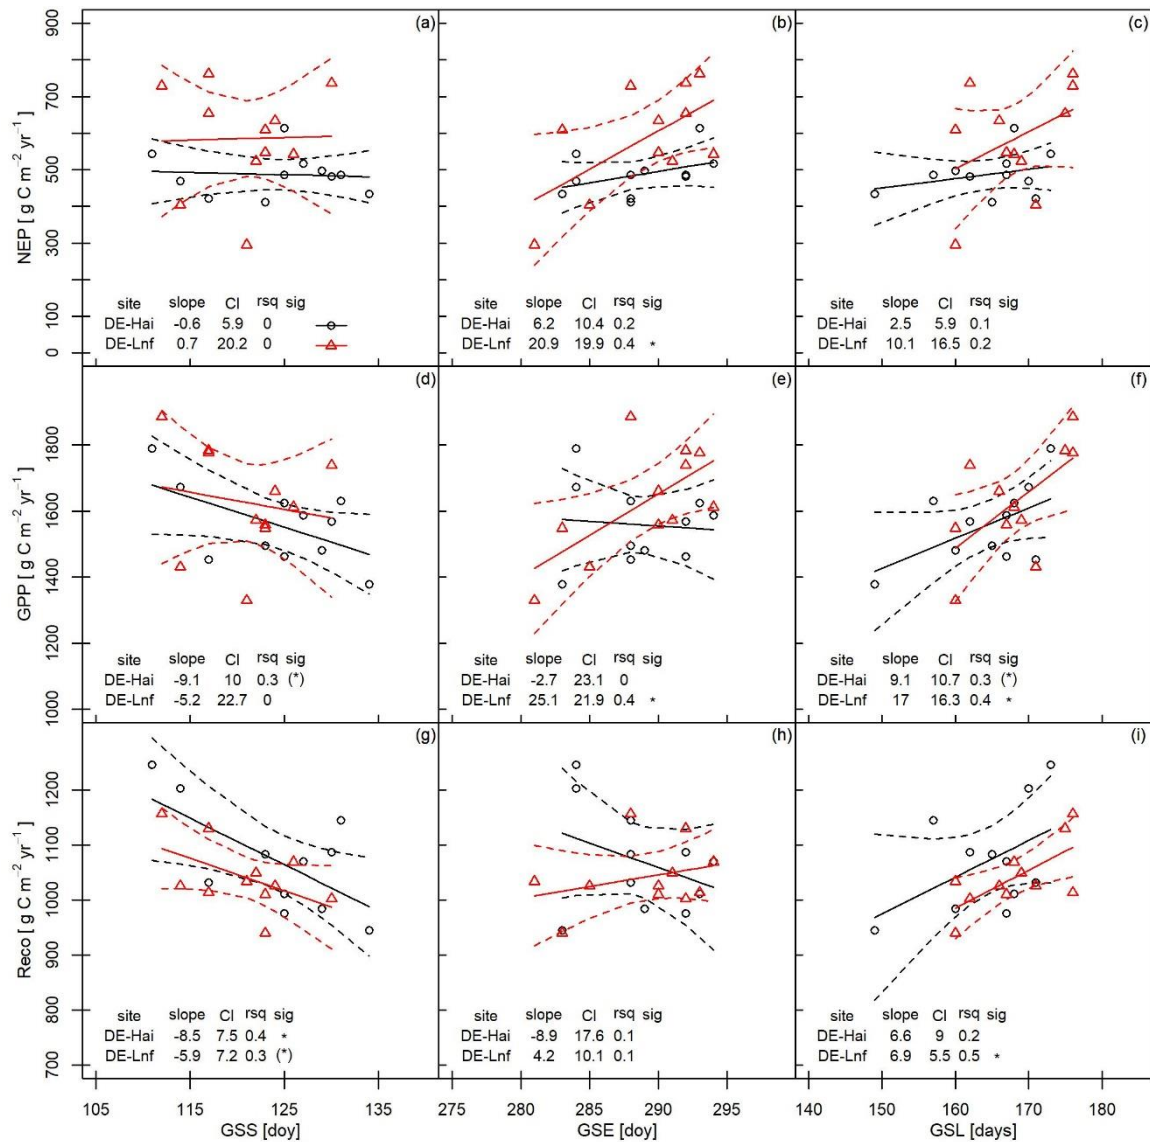 (a) (b) (c)
900
700
500
300
100
0
NEP [ g C m⁻² yr⁻¹ ]
site slope CI rsq sig
DE-Hai -0.6 5.9 0
DE-Lnf 0.7 20.2 0
site slope CI rsq sig
DE-Hai 6.2 10.4 0.2
DE-Lnf 20.9 19.9 0.4 *
site slope CI rsq sig
DE-Hai 2.5 5.9 0.1
DE-Lnf 10.1 16.5 0.2
(d) (e) (f)
1800
1600
1400
1200
1000
GPP [ g C m⁻² yr⁻¹ ]
site slope CI rsq sig
DE-Hai -9.1 10 0.3 (*)
DE-Lnf -5.2 22.7 0
site slope CI rsq sig
DE-Hai -2.7 23.1 0
DE-Lnf 25.1 21.9 0.4 *
site slope CI rsq sig
DE-Hai 9.1 10.7 0.3 (*)
DE-Lnf 17 16.3 0.4 *
(g) (h) (i)
1200
1100
1000
900
800
700
Reco [ g C m⁻² yr⁻¹ ]
site slope CI rsq sig
DE-Hai -8.5 7.5 0.4 *
DE-Lnf -5.9 7.2 0.3 (*)
site slope CI rsq sig
DE-Hai -8.9 17.6 0.1
DE-Lnf 4.2 10.1 0.1
site slope CI rsq sig
DE-Hai 6.6 9 0.2
DE-Lnf 6.9 5.5 0.5 *
105 115 125 135 275 280 285 290 295 140 150 160 170 180
GSS [doy] GSE [doy] GSL [days]